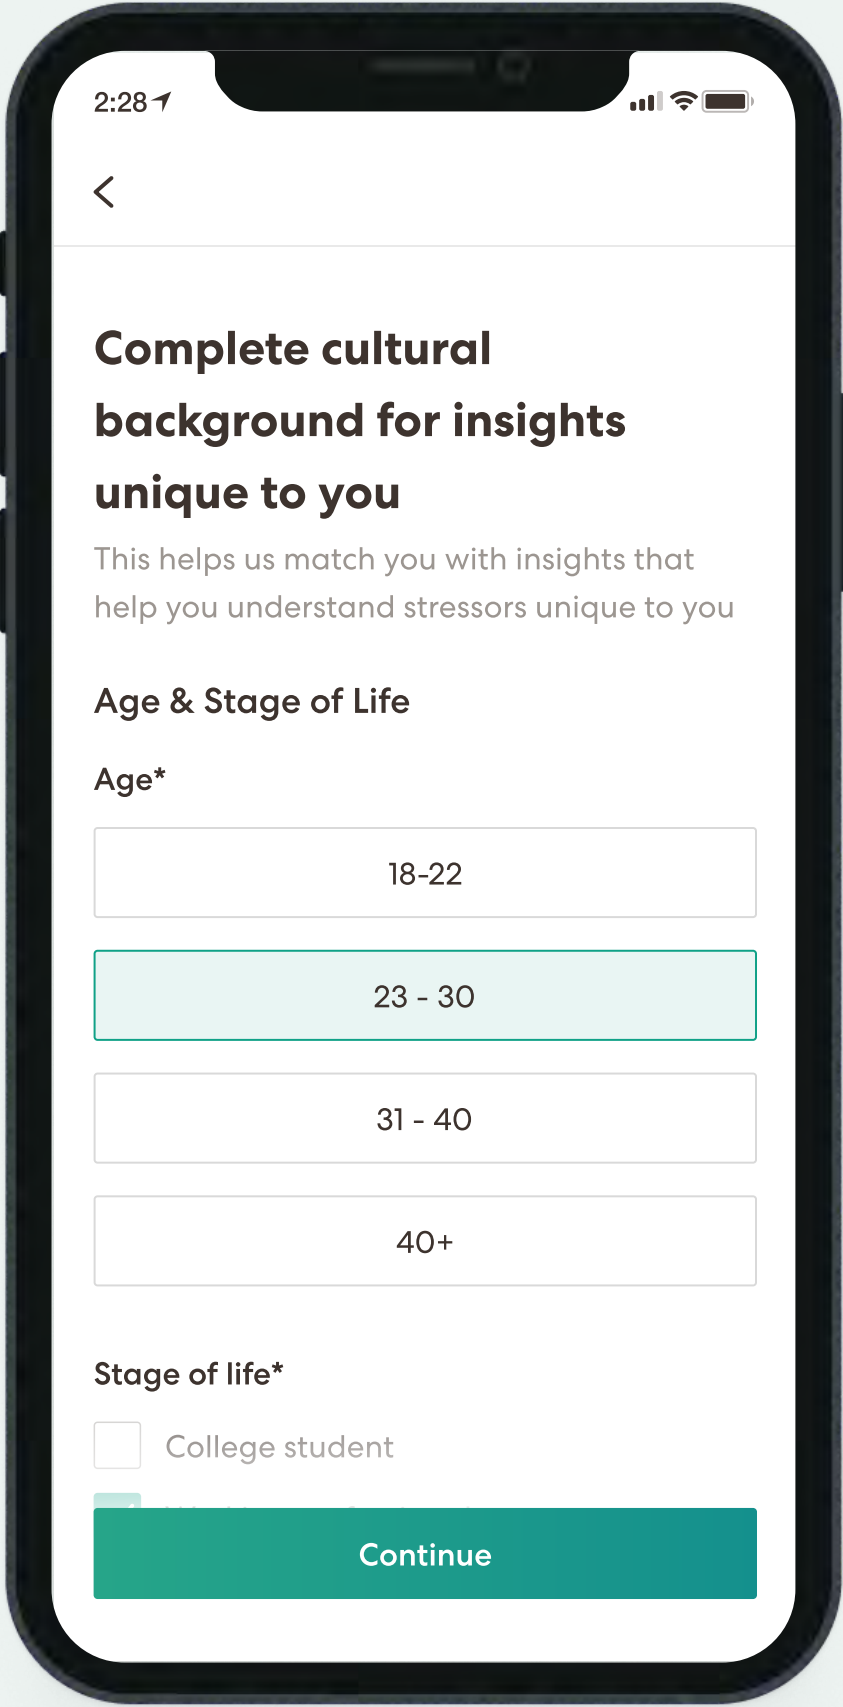 2:28
Complete cultural
background for insights
unique to you
This helps us match you with insights that
help you understand stressors unique to you
Age & Stage of Life
Age*
18-22
23 - 30
31 - 40
40+
Stage of life*
College student
Continue